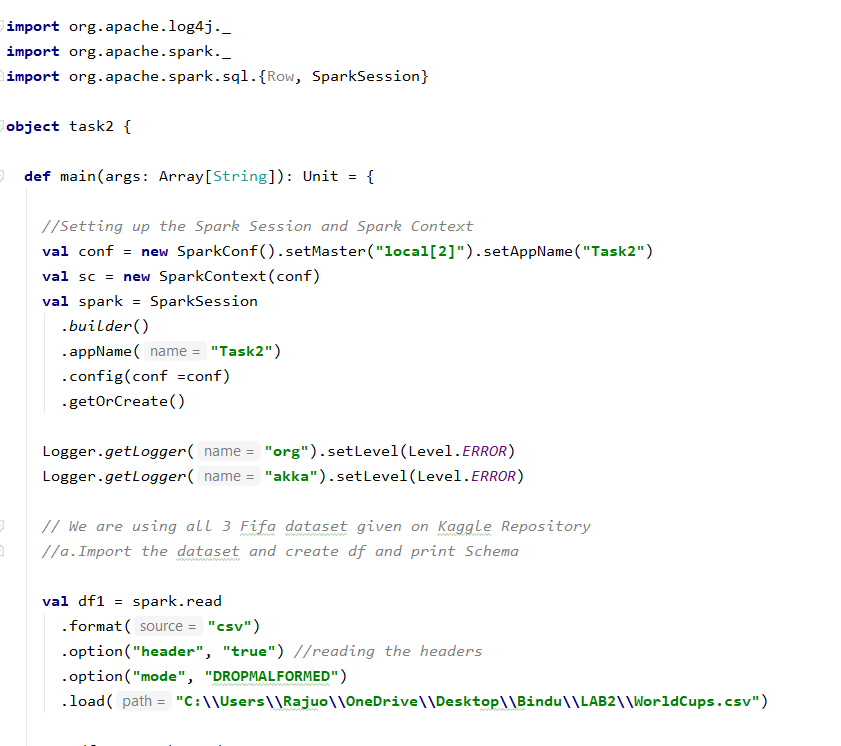 import org.apache.log4j._
import org.apache.spark._
import org.apache.spark.sql.{Row, SparkSession}
object task2 {
def main(args: Array[String]): Unit = {
//Setting up the Spark Session and Spark Context
val conf = new SparkConf().setMaster("local[2]").setAppName("Task2")
val sc = new SparkContext(conf)
val spark = SparkSession
.builder()
.appName( name = "Task2")
.config(conf =conf)
.getOrCreate()
Logger.getLogger( name = "org").setLevel(Level.ERROR)
Logger.getLogger( name = "akka").setLevel(Level.ERROR)
// We are using all 3 Fifa dataset given on Kaggle Repository
//a.Import the dataset and create df and print Schema
val df1 = spark.read
.format( source = "csv")
.option("header", "true") //reading the headers
.option("mode", "DROPMALFORMED")
.load( path = "C:\\Users\\Rajuo\\OneDrive\\Desktop\\Bindu\\LAB2\\WorldCups.csv")